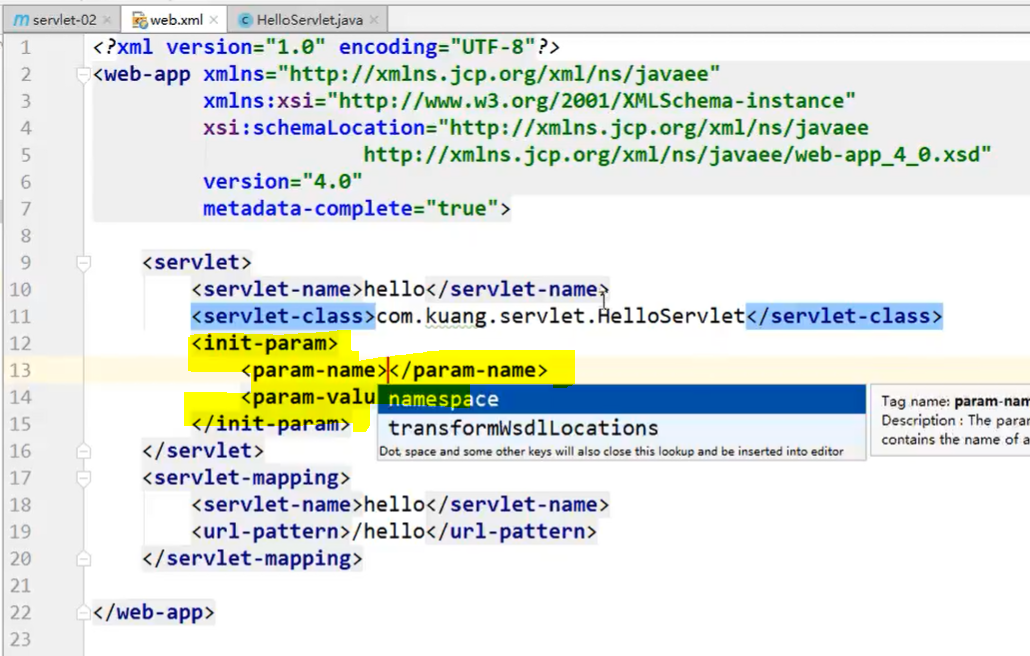 servlet-02 web.xml HelloServlet.java
1 <?xml version="1.0" encoding="UTF-8"?>
2 <web-app xmlns="http://xmlns.jcp.org/xml/ns/javaee"
3 xmlns:xsi="http://www.w3.org/2001/XMLSchema-instance"
4 xsi:schemaLocation="http://xmlns.jcp.org/xml/ns/javaee
5 http://xmlns.jcp.org/xml/ns/javaee/web-app_4_0.xsd"
6 version="4.0"
7 metadata-complete="true">
8
9 <servlet>
10 <servlet-name>hello</servlet-name>
11 <servlet-class>com.kuang.servlet.HelloServlet</servlet-class>
12 <init-param>
13 <param-name></param-name>
14 <param-valu
namespace
Tag name: param-nam
15 </init-param>
transformWsdlLocations
Description : The paran
contains the name of a
Dot, space and some other keys will also close this lookup and be inserted into editor
16 </servlet>
17 <servlet-mapping>
18 <servlet-name>hello</servlet-name>
19 <url-pattern>/hello</url-pattern>
20 </servlet-mapping>
21
22 </web-app>
23